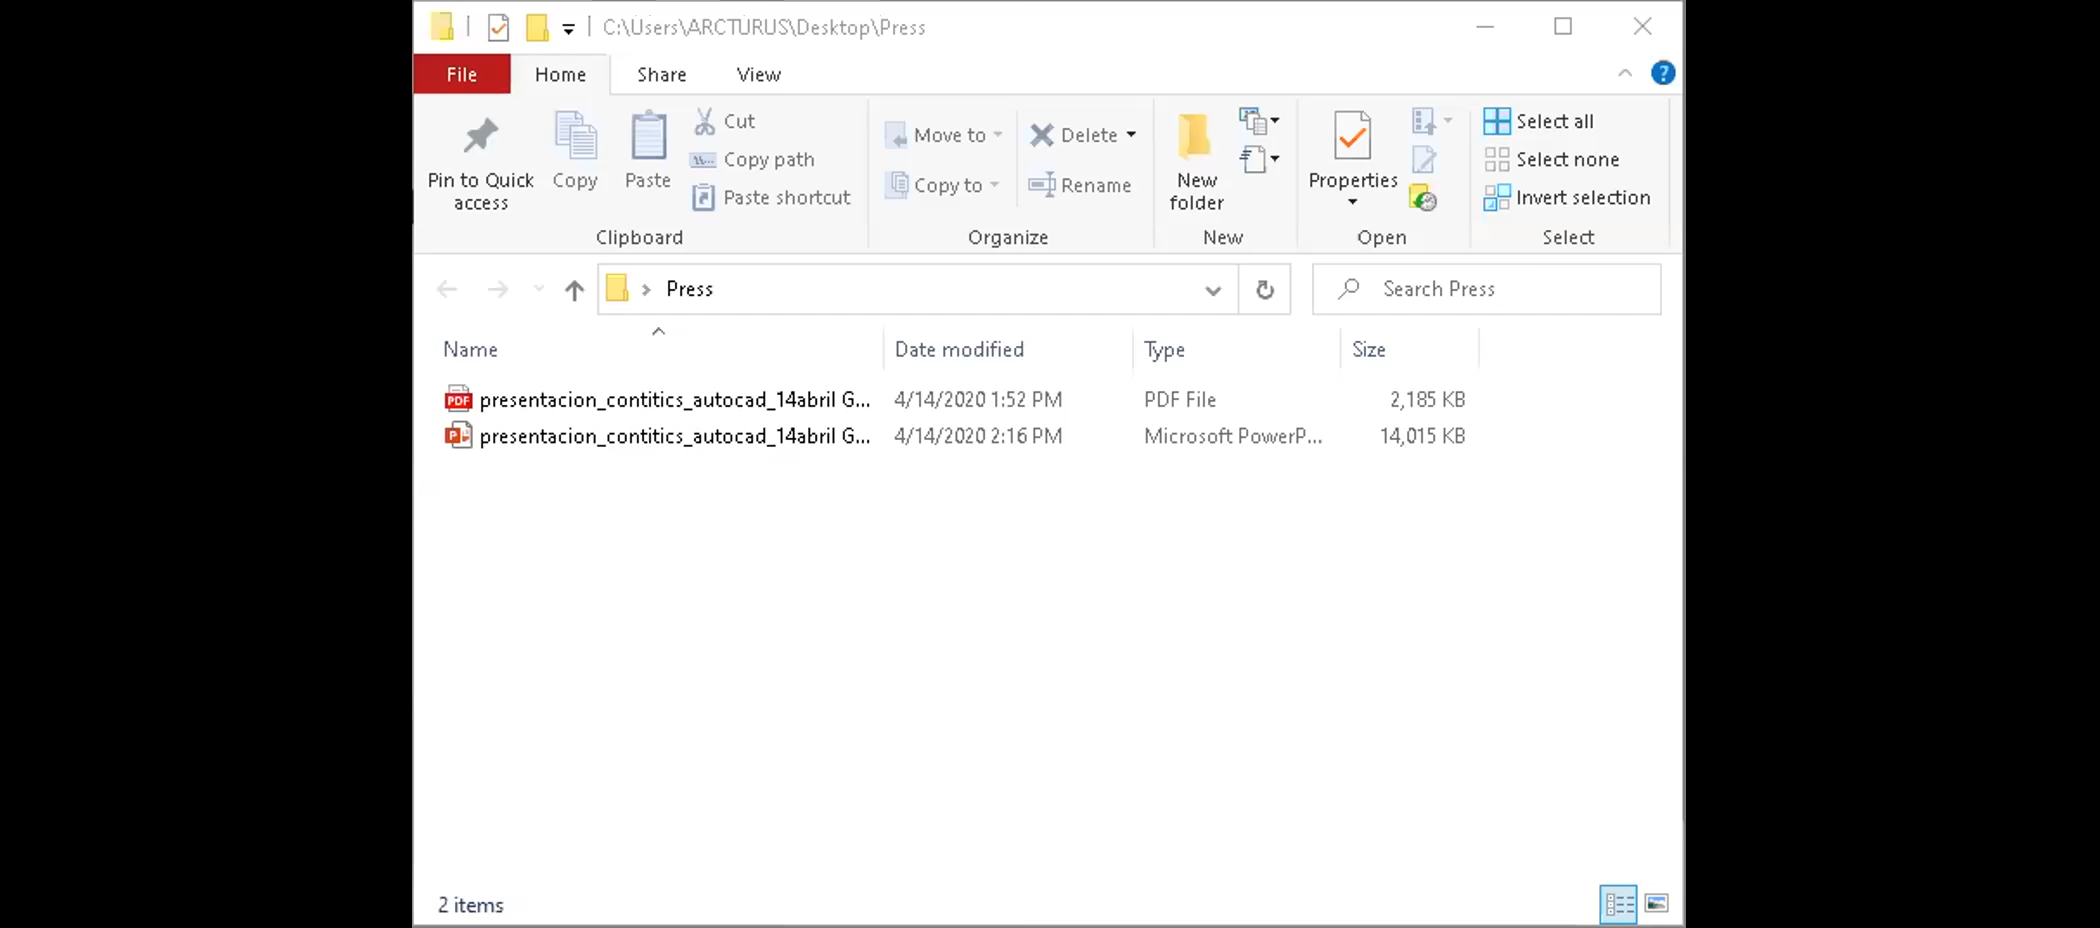 C:\Users\ARCTURUS\Desktop\Press
File Home Share View
Pin to Quick access
Copy
Paste
Cut
Copy path
Paste shortcut
Clipboard
Move to
Copy to
Delete
Rename
Organize
New folder
New
Properties
Open
Select all
Select none
Invert selection
Select
Press
Search Press
Name Date modified Type Size
presentacion_contitics_autocad_14abril G... 4/14/2020 1:52 PM PDF File 2,185 KB
presentacion_contitics_autocad_14abril G... 4/14/2020 2:16 PM Microsoft PowerP... 14,015 KB
2 items